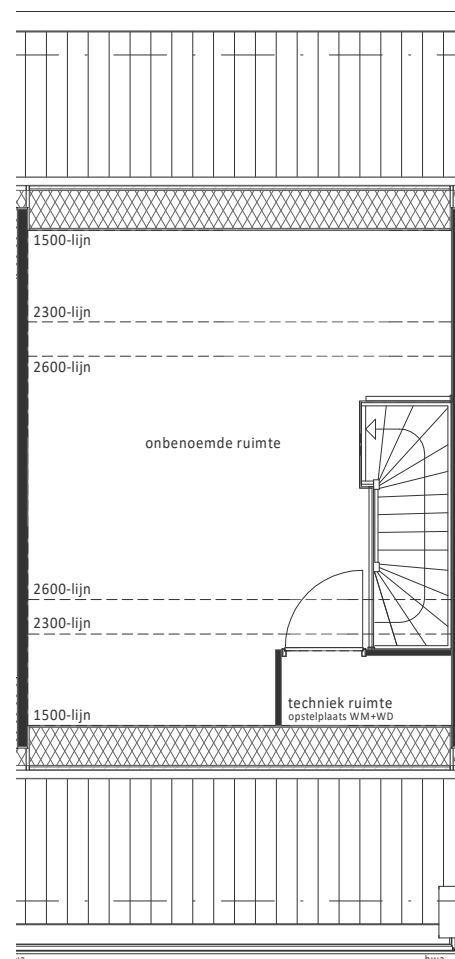 1500-lijn
2300-lijn
2600-lijn
onbenoemde ruimte
2600-lijn
2300-lijn
techniek ruimte
opstelplaats WM+WD
1500-lijn